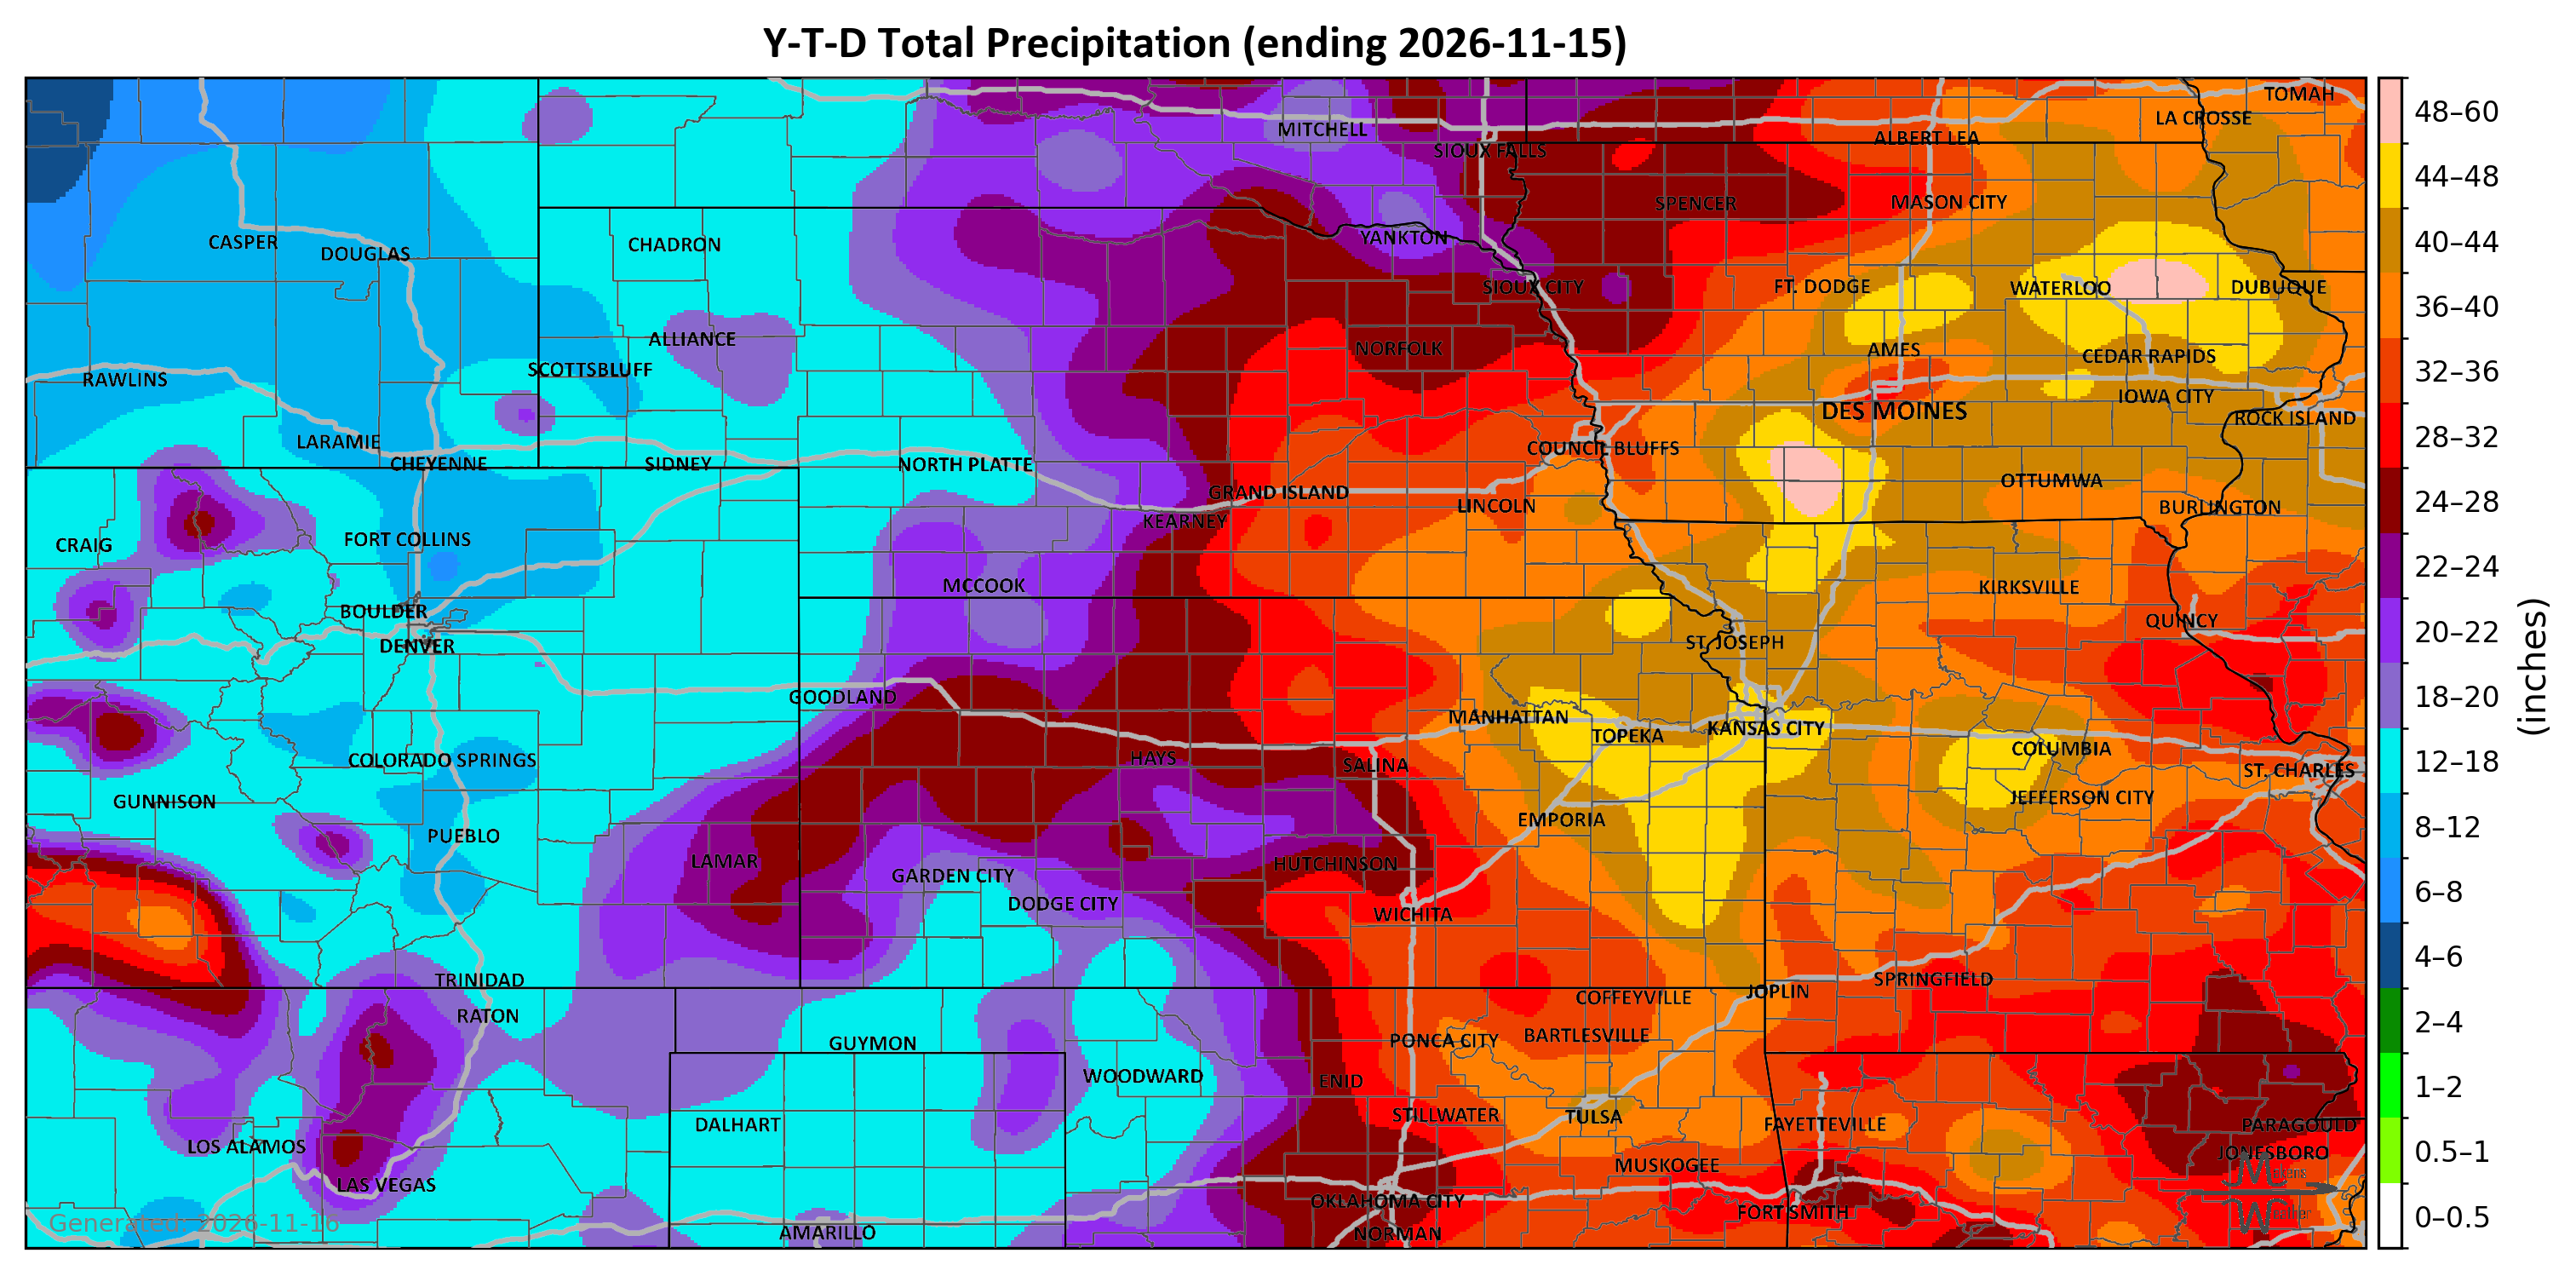 Y-T-D Total Precipitation (ending 2026-11-15)
TOMAH
LA CROSSE
MITCHELL
ALBERT LEA
SIOUX FALLS
SPENCER
MASON CITY
CASPER
DOUGLAS
CHADRON
YANKTON
SIOUX CITY
FT. DODGE
WATERLOO
DUBUQUE
ALLIANCE
NORFOLK
AMES
CEDAR RAPIDS
RAWLINS
SCOTTSBLUFF
IOWA CITY
DES MOINES
ROCK ISLAND
LARAMIE
CHEYENNE
SIDNEY
NORTH PLATTE
COUNCIL BLUFFS
GRAND ISLAND
LINCOLN
OTTUMWA
BURLINGTON
KEARNEY
CRAIG
FORT COLLINS
MCCOOK
KIRKSVILLE
BOULDER
QUINCY
DENVER
ST. JOSEPH
GOODLAND
MANHATTAN
TOPEKA
KANSAS CITY
COLUMBIA
COLORADO SPRINGS
HAYS
SALINA
ST. CHARLES
GUNNISON
JEFFERSON CITY
PUEBLO
EMPORIA
LAMAR
HUTCHINSON
GARDEN CITY
DODGE CITY
WICHITA
TRINIDAD
SPRINGFIELD
JOPLIN
COFFEYVILLE
RATON
GUYMON
PONCA CITY
BARTLESVILLE
WOODWARD
ENID
DALHART
STILLWATER
TULSA
FAYETTEVILLE
PARAGOULD
LOS ALAMOS
JONESBORO
MUSKOGEE
LAS VEGAS
OKLAHOMA CITY
FORT SMITH
AMARILLO
NORMAN
Generated: 2026-11-16
48–60
44–48
40–44
36–40
32–36
28–32
24–28
22–24
20–22
18–20
12–18
8–12
6–8
4–6
2–4
1–2
0.5–1
0–0.5
(inches)